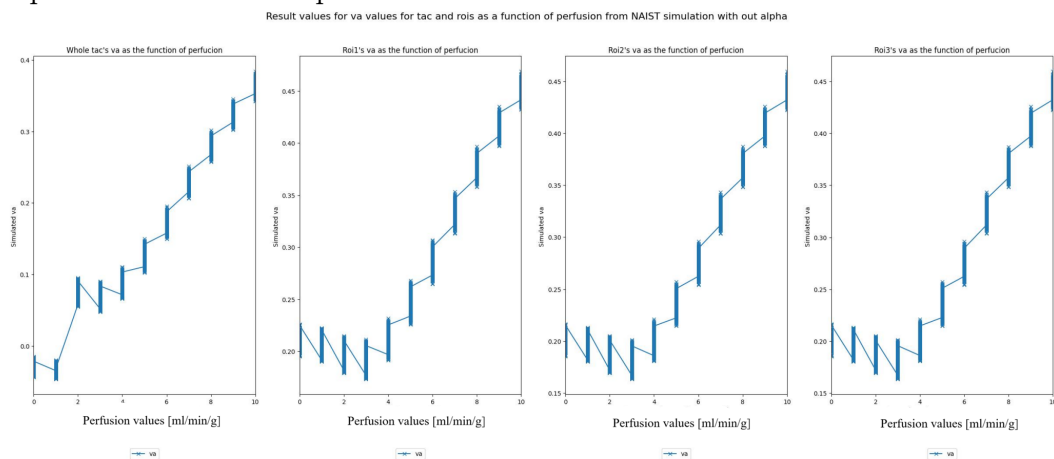 Result values for va values for tac and rois as a function of perfusion from NAIST simulation with out alpha
Whole tac's va as the function of perfucion
Roi1's va as the function of perfucion
Roi2's va as the function of perfucion
Roi3's va as the function of perfucion
Simulated va
0.4
0.3
0.2
0.1
0.0
0 2 4 6 8 10
Perfusion values [ml/min/g]
va
Simulated va
0.45
0.40
0.35
0.30
0.25
0.20
0 2 4 6 8 10
Perfusion values [ml/min/g]
va
Simulated va
0.45
0.40
0.35
0.30
0.25
0.20
0.15
0 2 4 6 8 10
Perfusion values [ml/min/g]
va
Simulated va
0.45
0.40
0.35
0.30
0.25
0.20
0.15
0 2 4 6 8 10
Perfusion values [ml/min/g]
va